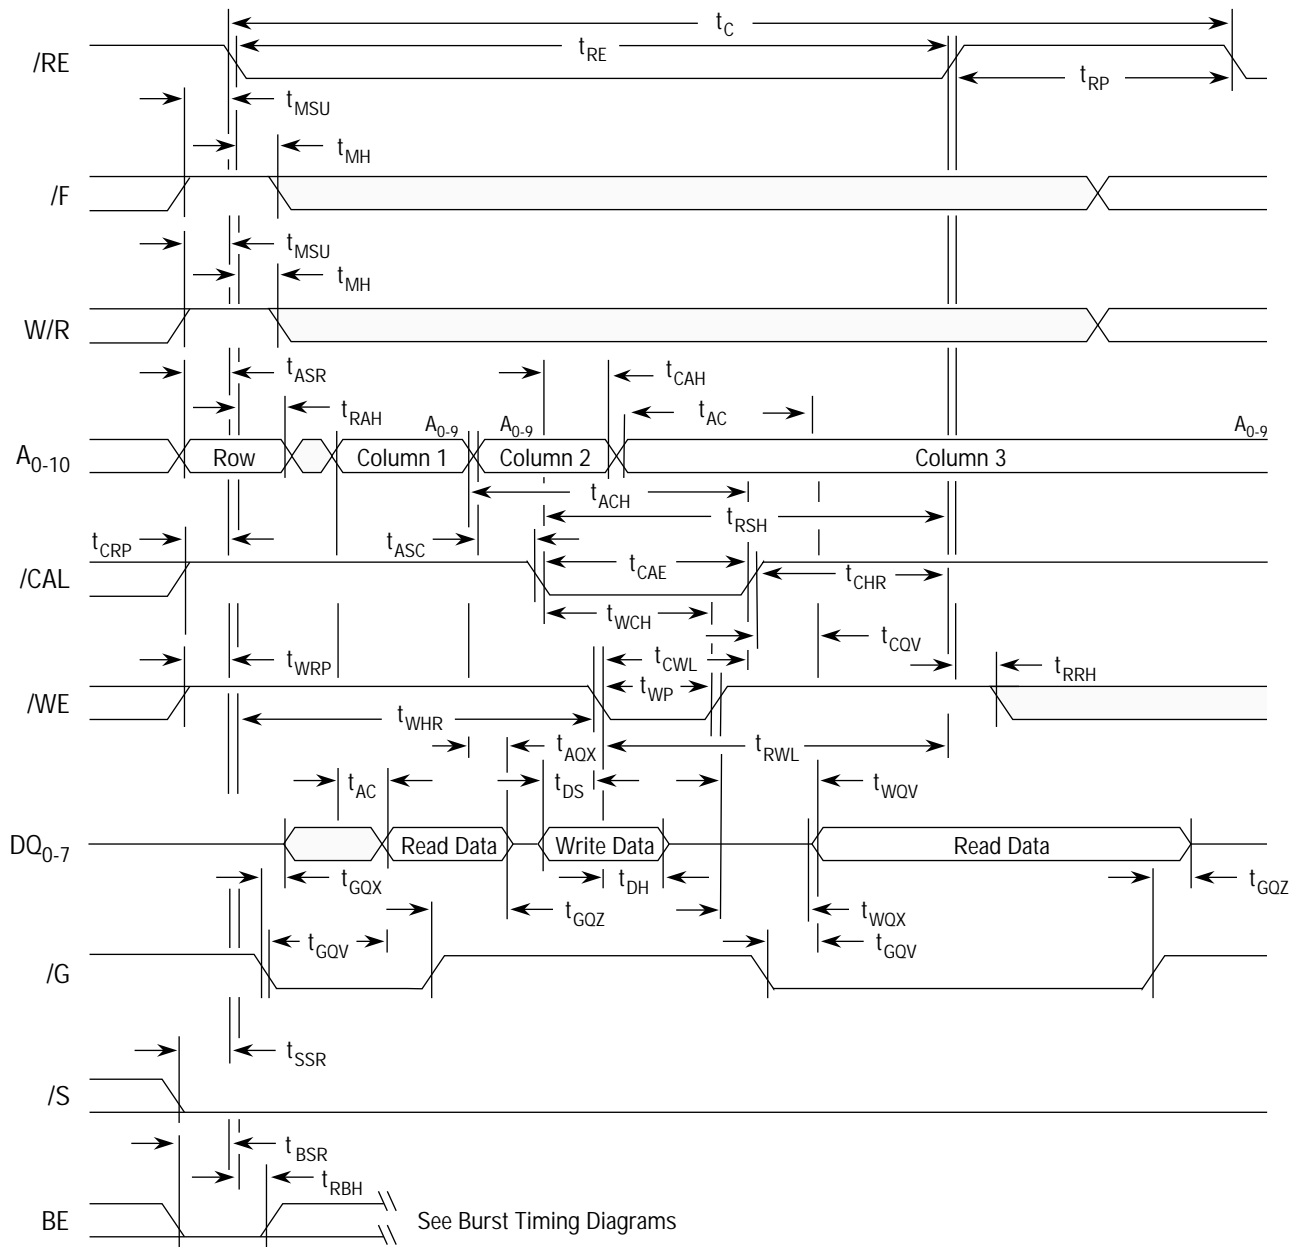 tC
/RE
tRE
tRP
tMSU
tMH
/F
tMSU
tMH
W/R
tASR
tCAH
tRAH
tAC
A0-9 A0-9 A0-9
A0-10 Row Column 1 Column 2 Column 3
tACH
tRSH
tCRP
tASC
/CAL
tCAE
tCHR
tWCH
tCQV
tWRP
tCWL
tRRH
/WE
tWP
tWHR
tAQX
tRWL
tAC
tDS
tWQV
DQ0-7 Read Data Write Data Read Data
tGQX
tDH
tGQZ
tGQZ
tWQX
tGQV
tGQV
/G
tSSR
/S
tBSR
tRBH
BE
See Burst Timing Diagrams